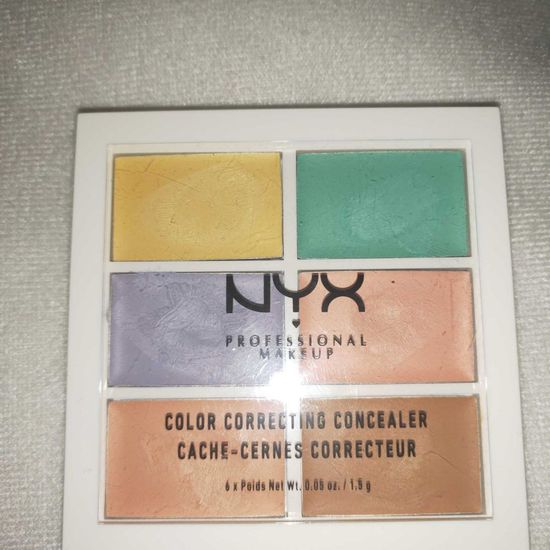 NYX
PROFESSIONAL
MAKEUP
COLOR CORRECTING CONCEALER
CACHE-CERNES CORRECTEUR
6 x Poids Net Wt. 0.05 oz. / 1,5 g